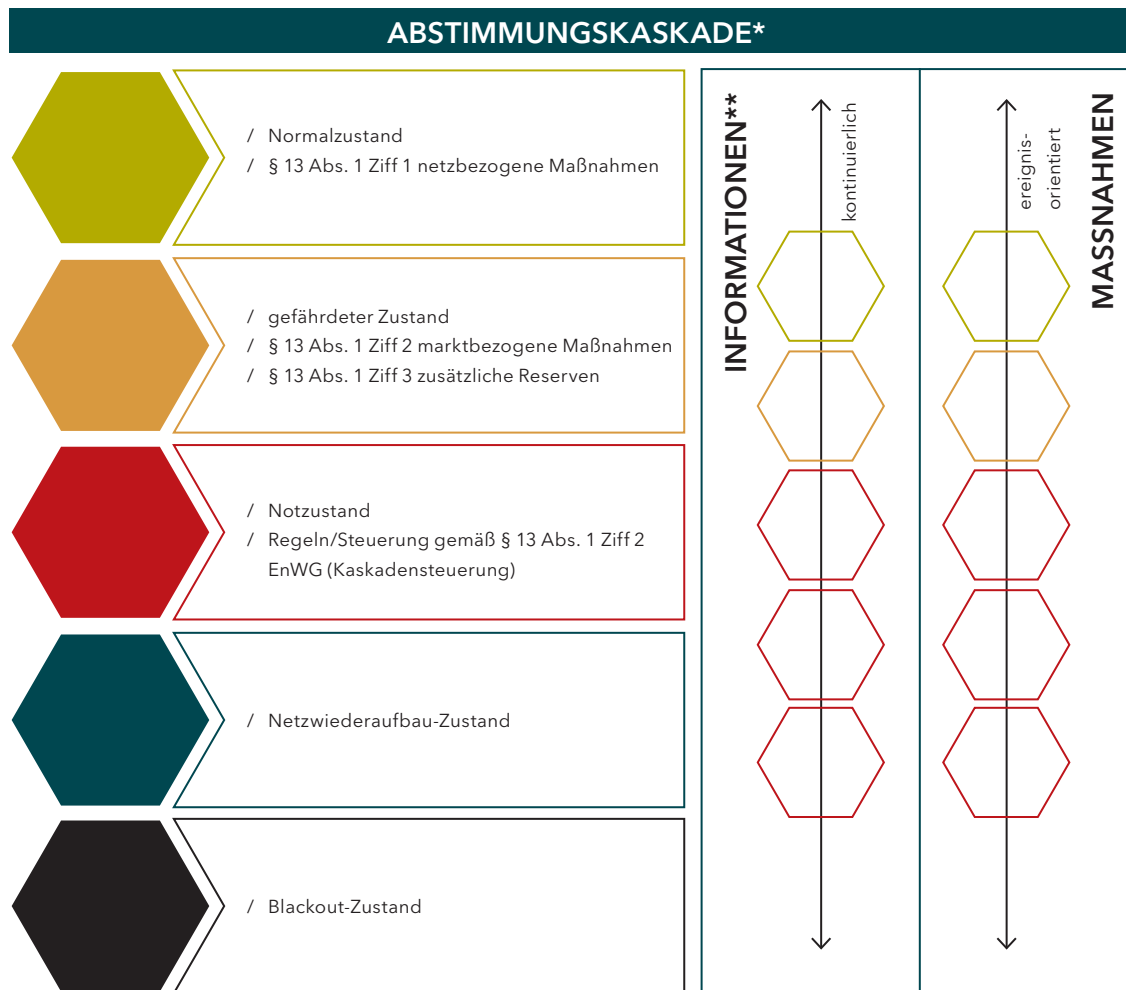 ABSTIMMUNGSKASKADE*
/ Normalzustand
/ § 13 Abs. 1 Ziff 1 netzbezogene Maßnahmen
/ gefährdeter Zustand
/ § 13 Abs. 1 Ziff 2 marktbezogene Maßnahmen
/ § 13 Abs. 1 Ziff 3 zusätzliche Reserven
/ Notzustand
/ Regeln/Steuerung gemäß § 13 Abs. 1 Ziff 2
EnWG (Kaskadensteuerung)
/ Netzwiederaufbau-Zustand
/ Blackout-Zustand
INFORMATIONEN**
kontinuierlich
ereignis-
orientiert
MASSNAHMEN